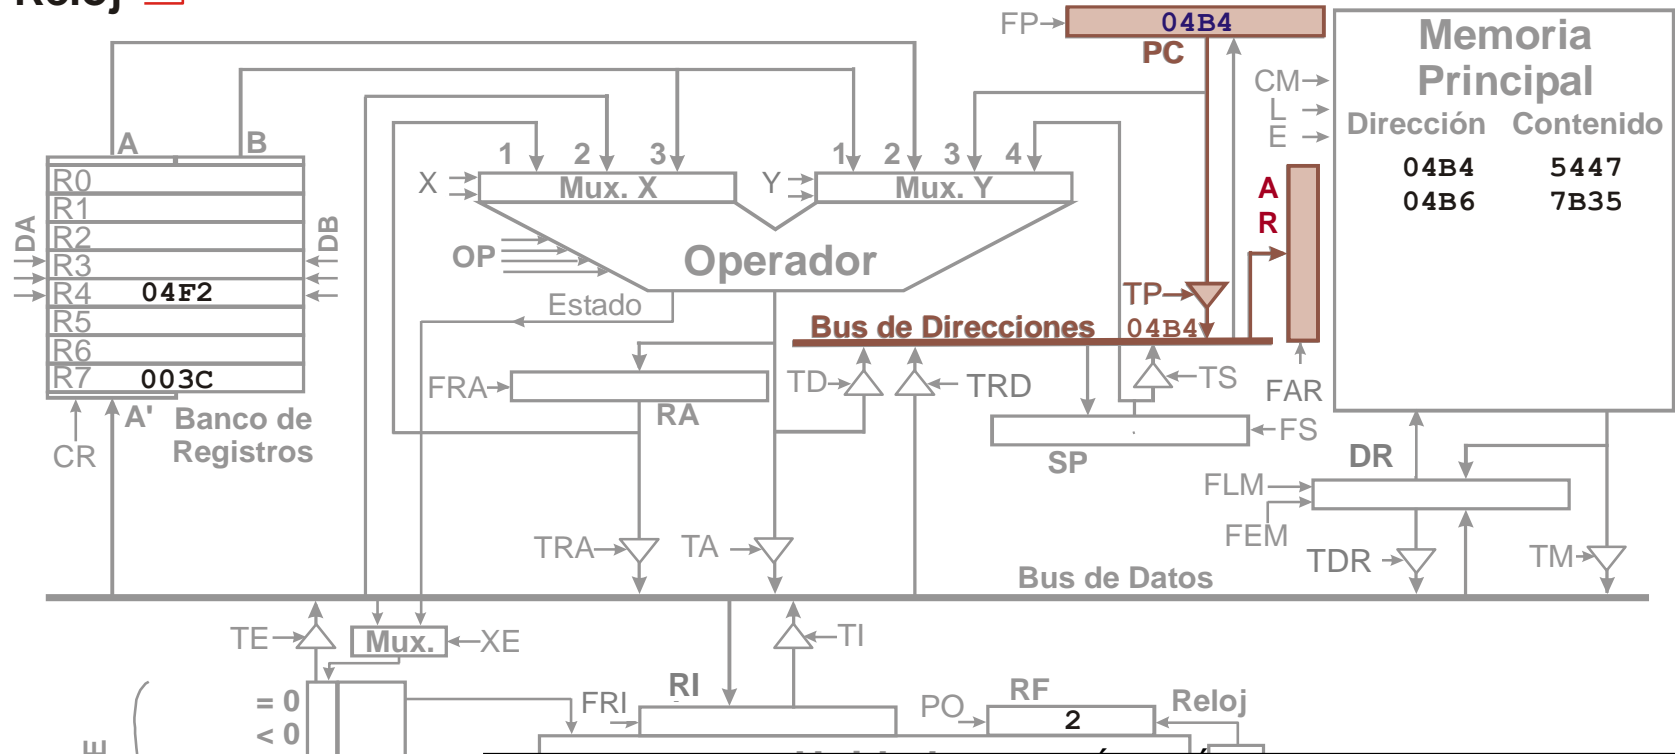 Reloj
FP
04B4
PC
Memoria
Principal
Dirección Contenido
04B4 5447
04B6 7B35
CM
L
E
A B
R0
R1
R2
R3
R4 04F2
R5
R6
R7 003C
DA
DB
CR
A'
Banco de
Registros
1 2 3
1 2 3 4
X
Mux. X
Y
Mux. Y
OP
Operador
Estado
A
R
TP
Bus de Direcciones 04B4
FRA
RA
TD
TRD
TS
FAR
SP
FS
DR
FLM
FEM
TRA
TA
TDR
TM
Bus de Datos
TE
Mux.
XE
TI
= 0
< 0
E
FRI
RI
PO
RF
2
Reloj